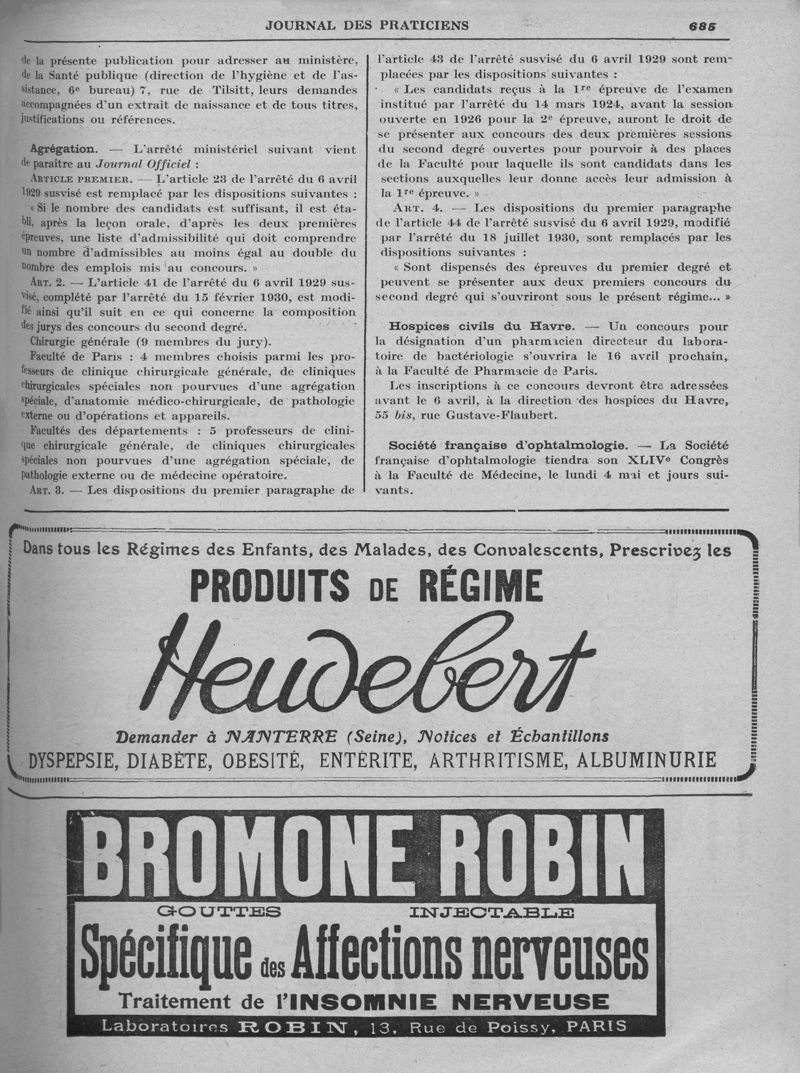 JOURNAL DES PRATICIENS 685
de la présente publication pour adresser au ministère,
de la Santé publique (direction de l'hygiène et de l'as-
sistance, 6e bureau) 7, rue de Tilsitt, leurs demandes
accompagnées d'un extrait de naissance et de tous titres,
justifications ou références.
Agrégation. — L'arrêté ministériel suivant vient
de paraître au Journal Officiel :
ARTICLE PREMIER. — L'article 23 de l'arrêté du 6 avril
1929 susvisé est remplacé par les dispositions suivantes :
« Si le nombre des candidats est suffisant, il est éta-
bli, après la leçon orale, d'après les deux premières
épreuves, une liste d'admissibilité qui doit comprendre
un nombre d'admissibles au moins égal au double du
nombre des emplois mis au concours. »
ART. 2. — L'article 41 de l'arrêté du 6 avril 1929 sus-
visé, complété par l'arrêté du 15 février 1930, est modi-
fié ainsi qu'il suit en ce qui concerne la composition
des jurys des concours du second degré.
Chirurgie générale (9 membres du jury).
Faculté de Paris : 4 membres choisis parmi les pro-
fesseurs de clinique chirurgicale générale, de cliniques
chirurgicales spéciales non pourvues d'une agrégation
spéciale, d'anatomie médico-chirurgicale, de pathologie
externe ou d'opérations et appareils.
Facultés des départements : 5 professeurs de clini-
que chirurgicale générale, de cliniques chirurgicales
spéciales non pourvues d'une agrégation spéciale, de
pathologie externe ou de médecine opératoire.
ART. 3. — Les dispositions du premier paragraphe de
l'article 43 de l'arrêté susvisé du 6 avril 1929 sont rem-
placées par les dispositions suivantes :
« Les candidats reçus à la 1re épreuve de l'examen
institué par l'arrêté du 14 mars 1924, avant la session
ouverte en 1926 pour la 2e épreuve, auront le droit de
se présenter aux concours des deux premières sessions
du second degré ouvertes pour pourvoir à des places
de la Faculté pour laquelle ils sont candidats dans les
sections auxquelles leur donne accès leur admission à
la 1re épreuve. »
ART. 4. — Les dispositions du premier paragraphe
de l'article 44 de l'arrêté susvisé du 6 avril 1929, modifié
par l'arrêté du 18 juillet 1930, sont remplacés par les
dispositions suivantes :
« Sont dispensés des épreuves du premier degré et
peuvent se présenter aux deux premiers concours du
second degré qui s'ouvriront sous le présent régime... »
Hospices civils du Havre. — Un concours pour
la désignation d'un pharmacien directeur du labora-
toire de bactériologie s'ouvrira le 16 avril prochain,
à la Faculté de Pharmacie de Paris.
Les inscriptions à ce concours devront être adressées
avant le 6 avril, à la direction des hospices du Havre,
55 bis, rue Gustave-Flaubert.
Société française d'ophtalmologie. — La Société
française d'ophtalmologie tiendra son XLIVe Congrès
à la Faculté de Médecine, le lundi 4 mai et jours sui-
vants.
Dans tous les Régimes des Enfants, des Malades, des Convalescents, Prescrivez les
PRODUITS DE RÉGIME
Heudebert
Demander à NANTERRE (Seine), Notices et Échantillons
DYSPEPSIE, DIABÈTE, OBESITÉ, ENTÉRITE, ARTHRITISME, ALBUMINURIE
BROMONE ROBIN
GOUTTES INJECTABLE
Spécifique des Affections nerveuses
Traitement de l'INSOMNIE NERVEUSE
Laboratoires ROBIN, 13, Rue de Poissy, PARIS